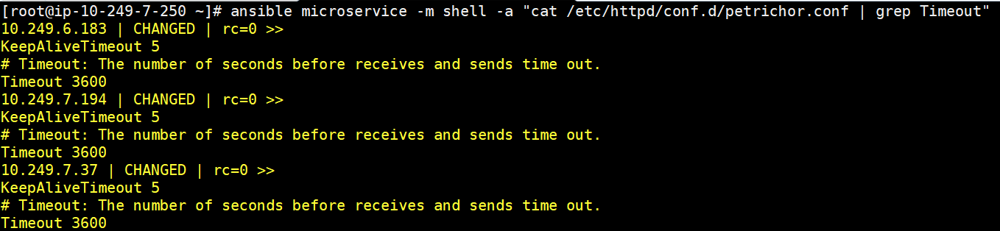 [root@ip-10-249-7-250 ~]# ansible microservice -m shell -a "cat /etc/httpd/conf.d/petrichor.conf | grep Timeout"
10.249.6.183 | CHANGED | rc=0 >>
KeepAliveTimeout 5
# Timeout: The number of seconds before receives and sends time out.
Timeout 3600
10.249.7.194 | CHANGED | rc=0 >>
KeepAliveTimeout 5
# Timeout: The number of seconds before receives and sends time out.
Timeout 3600
10.249.7.37 | CHANGED | rc=0 >>
KeepAliveTimeout 5
# Timeout: The number of seconds before receives and sends time out.
Timeout 3600